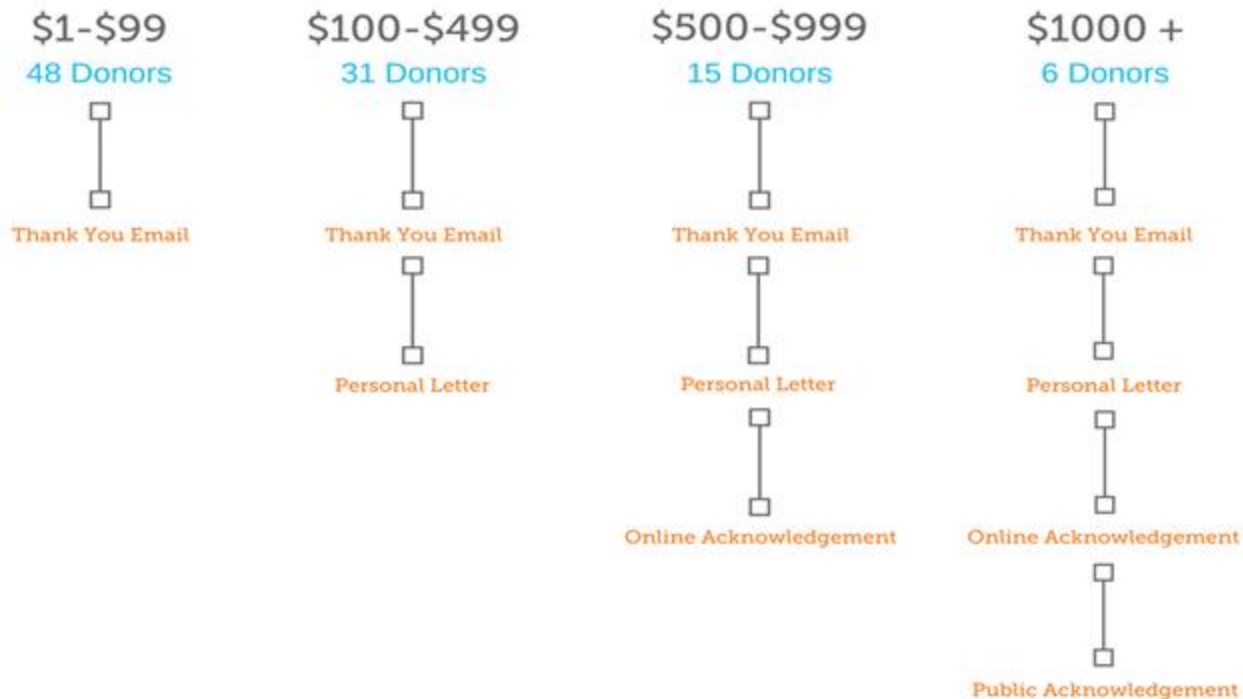 $1-$99
48 Donors
Thank You Email
$100-$499
31 Donors
Thank You Email
Personal Letter
$500-$999
15 Donors
Thank You Email
Personal Letter
Online Acknowledgement
$1000 +
6 Donors
Thank You Email
Personal Letter
Online Acknowledgement
Public Acknowledgement